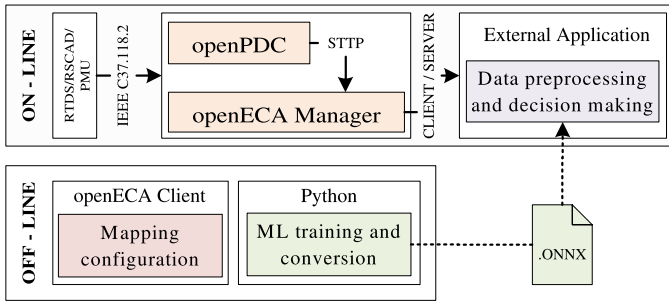 ON - LINE
RTDS/RSCAD/
PMU
IEEE C37.118.2
openPDC
STTP
openECA Manager
CLIENT / SERVER
External Application
Data preprocessing
and decision making
OFF - LINE
openECA Client
Mapping
configuration
Python
ML training and
conversion
.ONNX